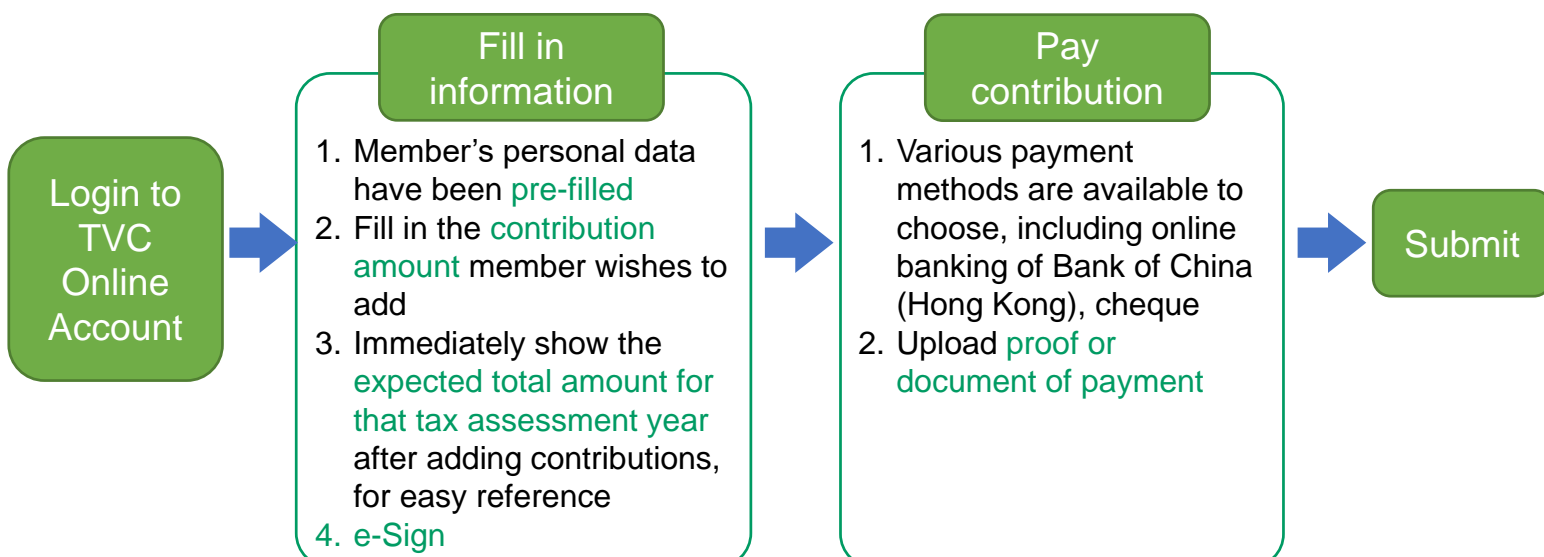 Login to
TVC
Online
Account
Fill in
information
1. Member's personal data
have been pre-filled
2. Fill in the contribution
amount member wishes to
add
3. Immediately show the
expected total amount for
that tax assessment year
after adding contributions,
for easy reference
4. e-Sign
Pay
contribution
1. Various payment
methods are available to
choose, including online
banking of Bank of China
(Hong Kong), cheque
2. Upload proof or
document of payment
Submit